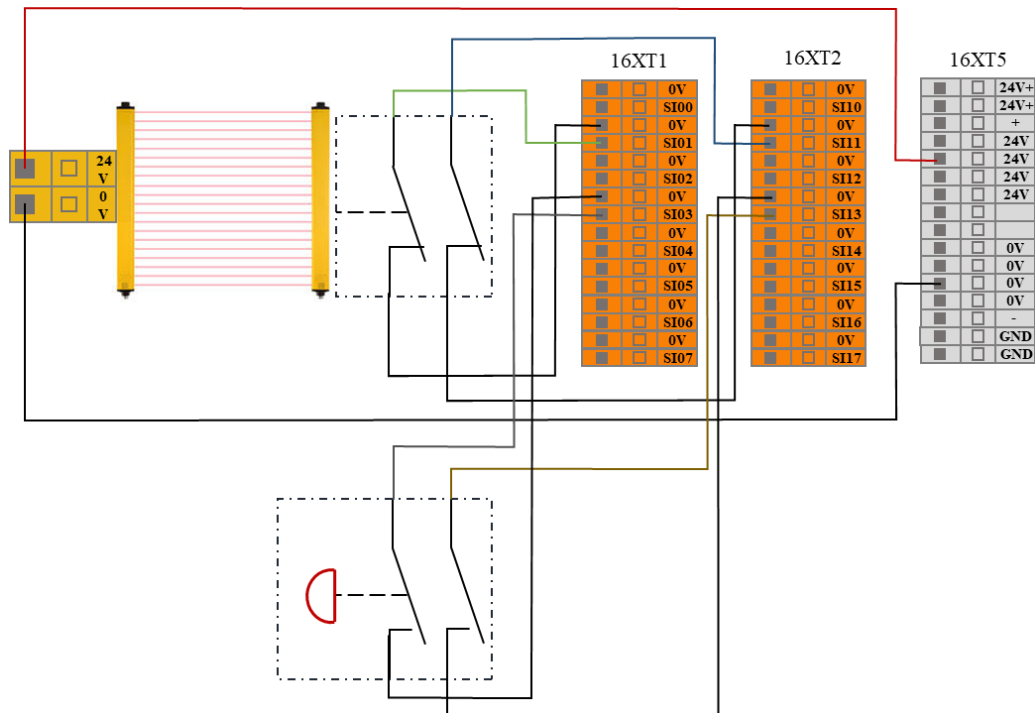 16XT1
16XT2
16XT5
24
V
0
V
0V
SI00
0V
SI01
0V
SI02
0V
SI03
0V
SI04
0V
SI05
0V
SI06
0V
SI07
0V
SI10
0V
SI11
0V
SI12
0V
SI13
0V
SI14
0V
SI15
0V
SI16
0V
SI17
24V+
24V+
+
24V
24V
24V
24V
0V
0V
0V
0V
-
GND
GND